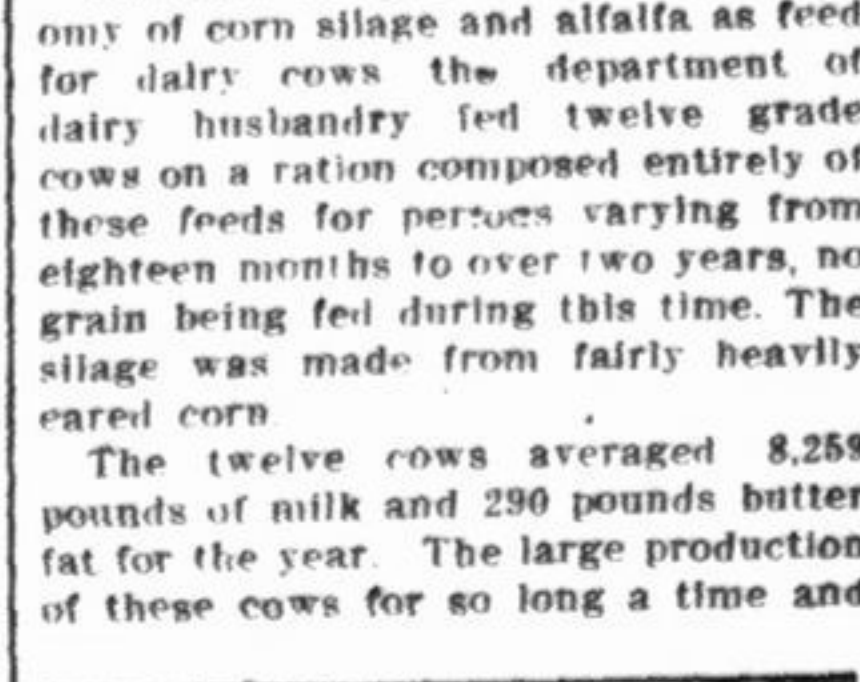 omy of corn silage and alfalfa as feed
for dairy cows the department of
dairy husbandry fed twelve grade
cows on a ration composed entirely of
these feeds for periods varying from
eighteen months to over two years, no
grain being fed during this time. The
silage was made from fairly heavily
eared corn
The twelve cows averaged 8,259
pounds of milk and 290 pounds butter
fat for the year. The large production
of these cows for so long a time and